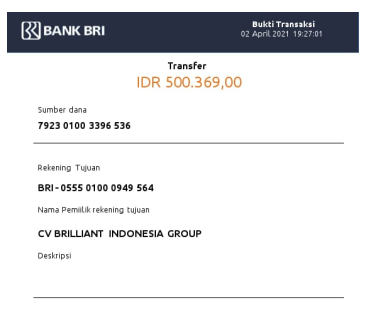 BANK BRI
Bukti Transaksi
02 April 2021 19:27:01
Transfer
IDR 500.369,00
Sumber dana
7923 0100 3396 536
Rekening Tujuan
BRI - 0555 0100 0949 564
Nama Pemiilik rekening tujuan
CV BRILLIANT INDONESIA GROUP
Deskripsi